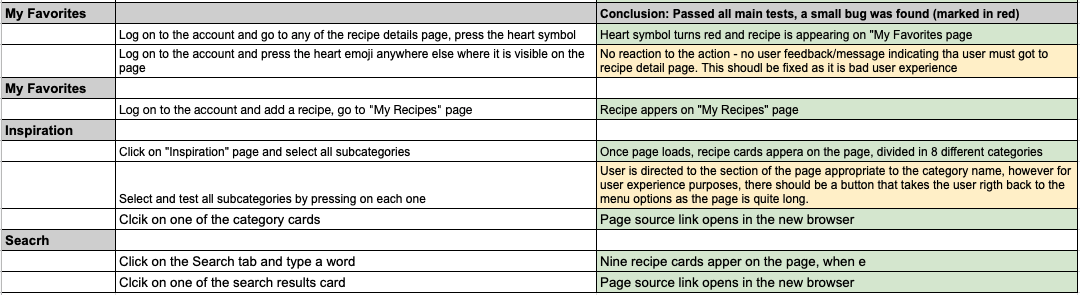 My Favorites Conclusion: Passed all main tests, a small bug was found (marked in red)
Log on to the account and go to any of the recipe details page, press the heart symbol Heart symbol turns red and recipe is appearing on "My Favorites page
Log on to the account and press the heart emoji anywhere else where it is visible on the
page
No reaction to the action - no user feedback/message indicating tha user must got to
recipe detail page. This shoudl be fixed as it is bad user experience
My Favorites
Log on to the account and add a recipe, go to "My Recipes" page Recipe appers on "My Recipes" page
Inspiration
Click on "Inspiration" page and select all subcategories Once page loads, recipe cards appera on the page, divided in 8 different categories
Select and test all subcategories by pressing on each one
User is directed to the section of the page appropriate to the category name, however for
user experience purposes, there should be a button that takes the user rigth back to the
menu options as the page is quite long.
Clcik on one of the category cards Page source link opens in the new browser
Seacrh
Click on the Search tab and type a word Nine recipe cards apper on the page, when e
Clcik on one of the search results card Page source link opens in the new browser